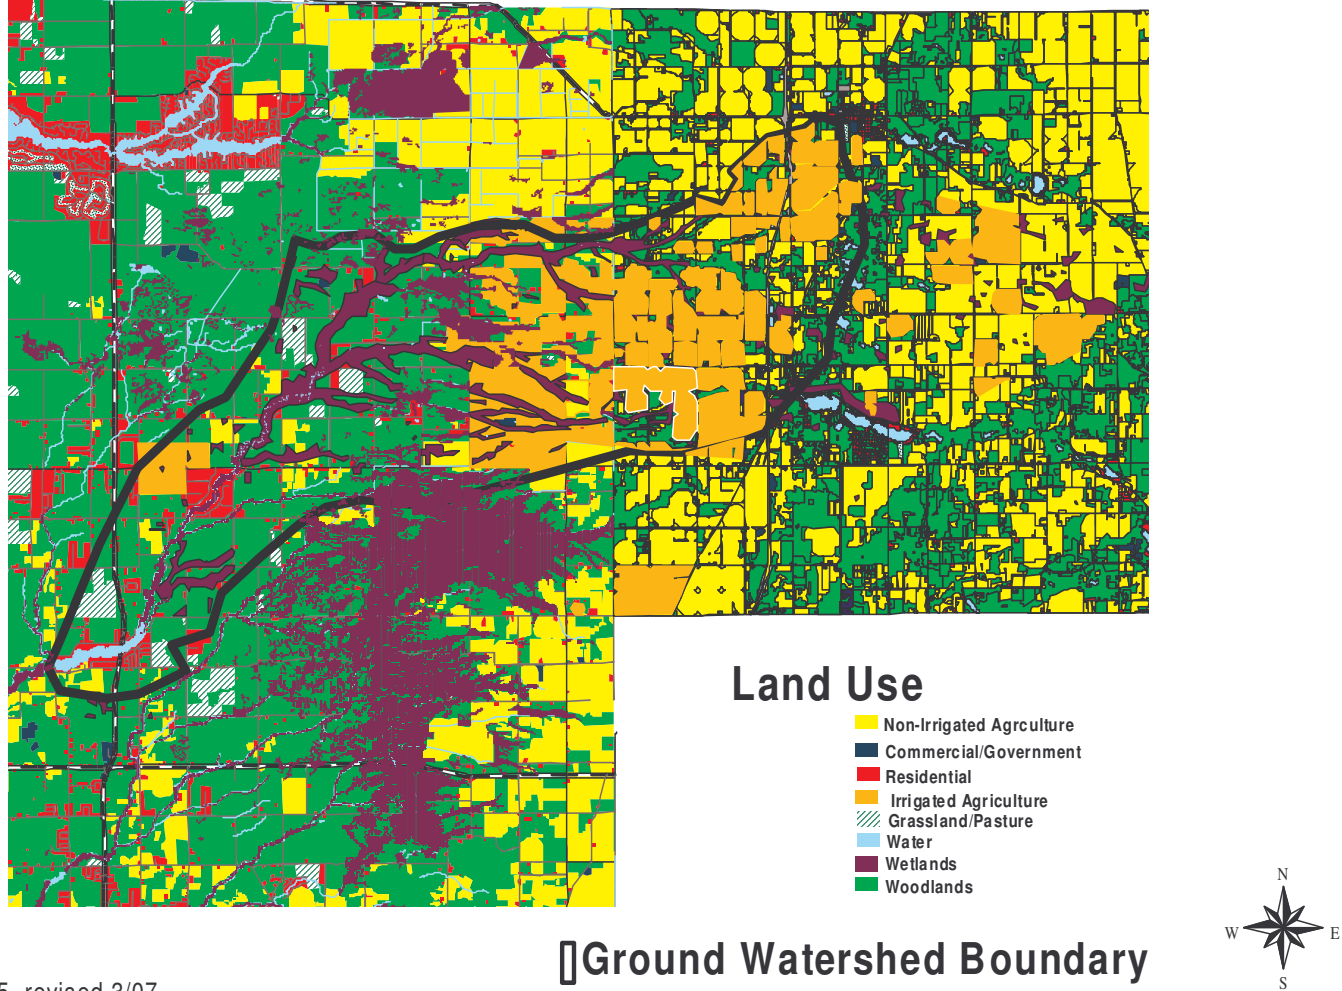 Land Use
Non-Irrigated Agrculture
Commercial/Government
Residential
Irrigated Agriculture
Grassland/Pasture
Water
Wetlands
Woodlands
N
W E
S
Ground Watershed Boundary
revised 3/07